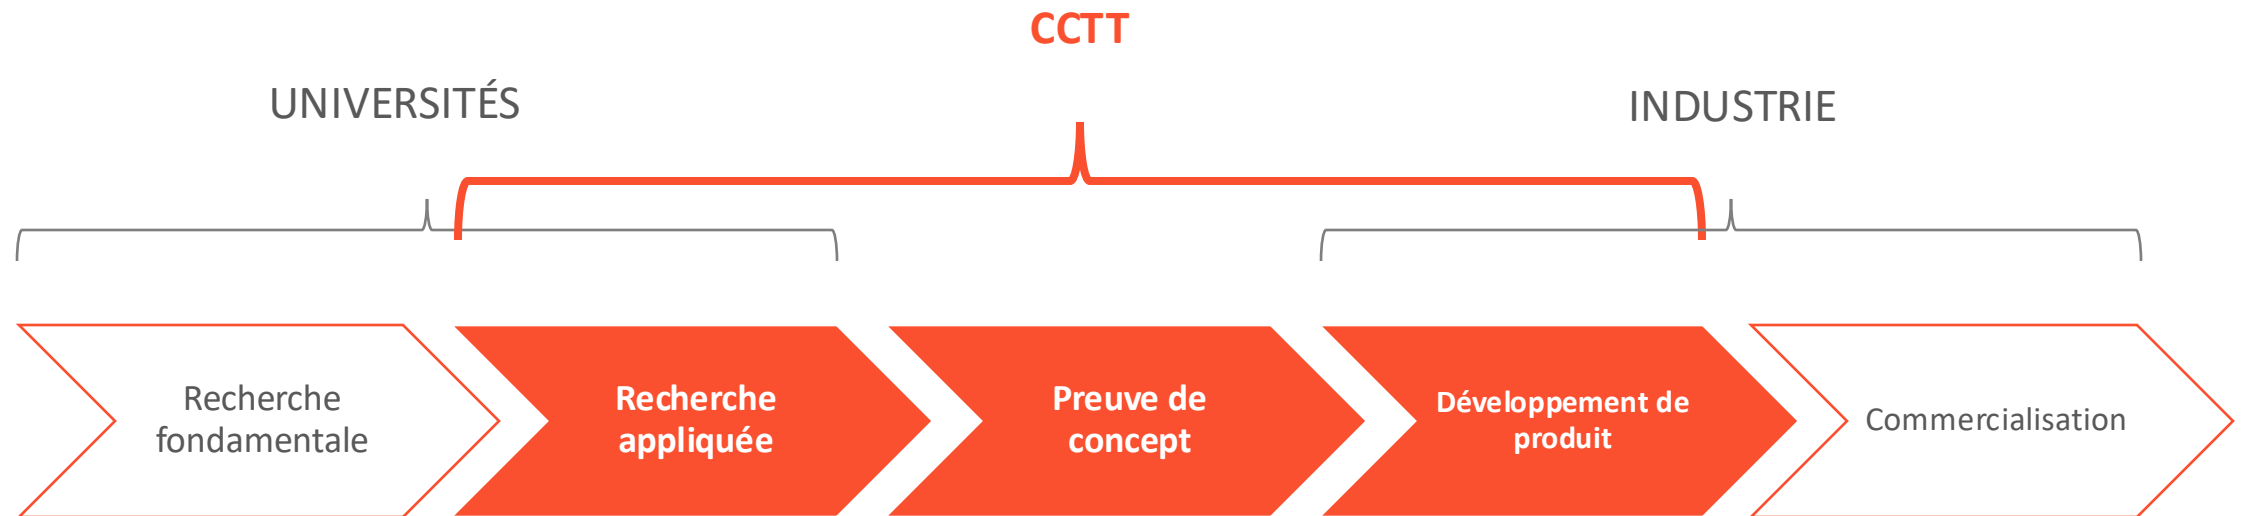 CCTT
UNIVERSITÉS
INDUSTRIE
Recherche
fondamentale
Recherche
appliquée
Preuve de
concept
Développement de
produit
Commercialisation